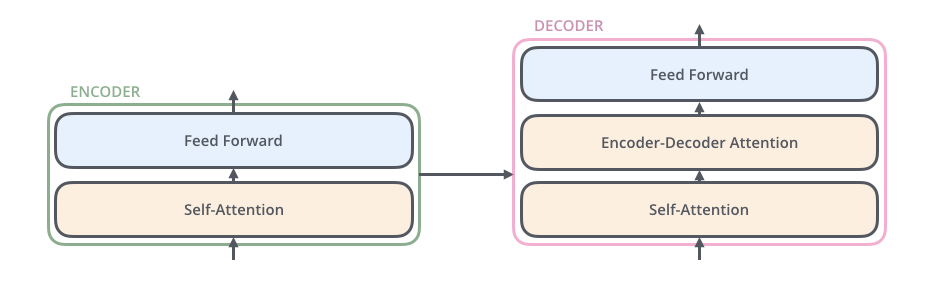 ENCODER
Feed Forward
Self-Attention
DECODER
Feed Forward
Encoder-Decoder Attention
Self-Attention